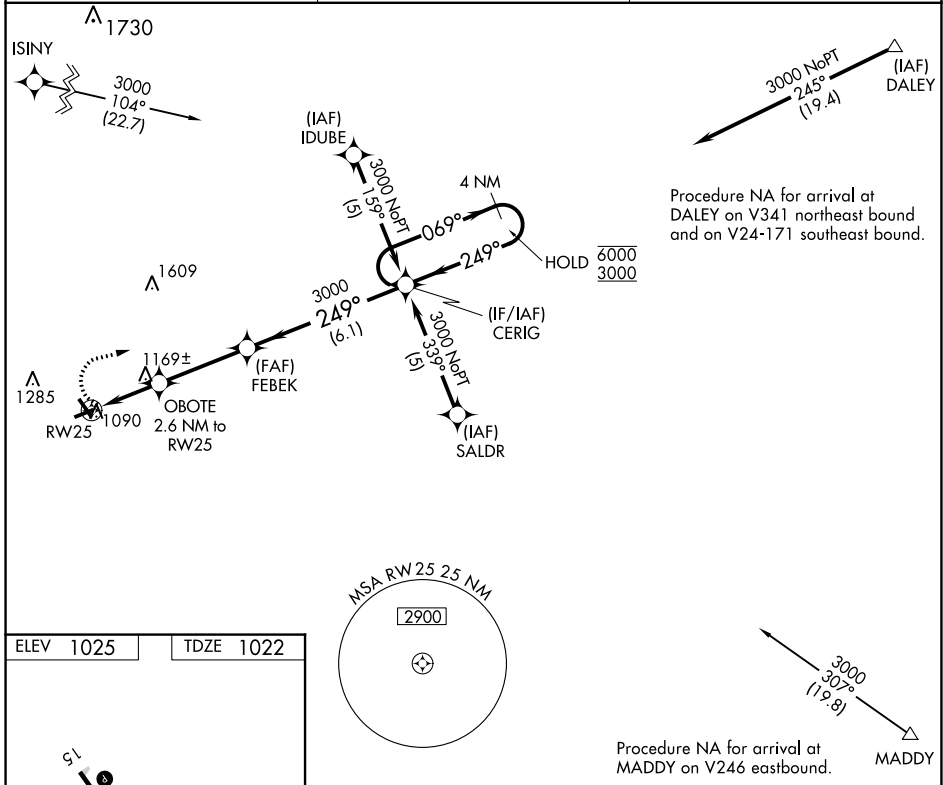 1730
ISINY
3000
104°
(22.7)
(IAF)
IDUBE
3000 NoPT
159°
(5)
4 NM
069°
249°
HOLD 6000
3000
3000 NoPT
245°
(19.4)
(IAF)
DALEY
Procedure NA for arrival at
DALEY on V341 northeast bound
and on V24-171 southeast bound.
1609
3000
249°
(6.1)
(IF/IAF)
CERIG
3000 NoPT
339°
(5)
(IAF)
SALDR
(FAF)
FEBEK
1169±
OBOTE
2.6 NM to
RW25
1285
1090
RW25
MSA RW25 25 NM
2900
ELEV 1025
TDZE 1022
15
P
3000
307°
(19.8)
MADDY
Procedure NA for arrival at
MADDY on V246 eastbound.